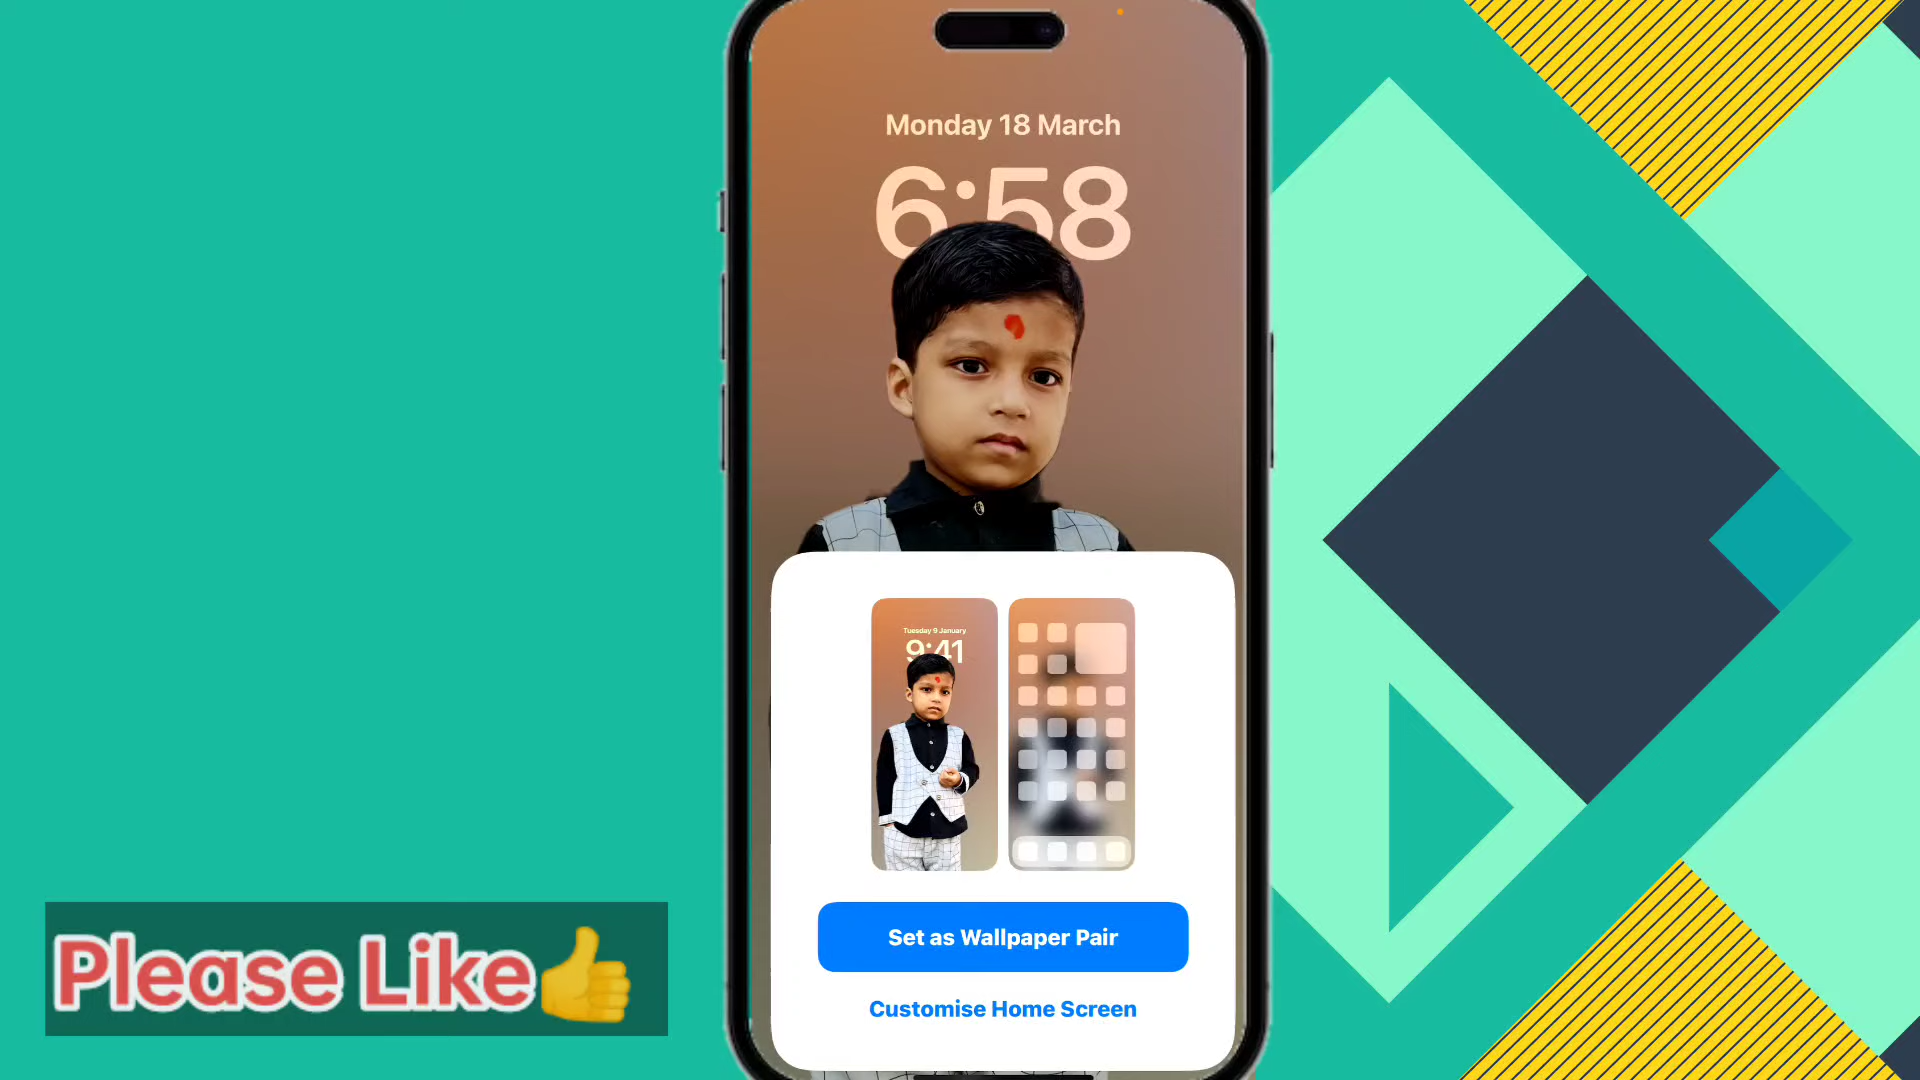 Monday 18 March
6:58
Tuesday 9 January
9:41
Set as Wallpaper Pair
Customise Home Screen
Please Like👍